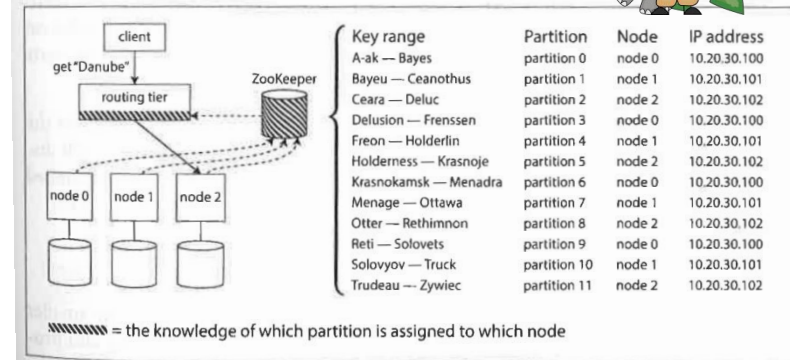 client
get "Danube"
ZooKeeper
routing tier
node 0 node 1 node 2
Key range Partition Node IP address
A-ak — Bayes partition 0 node 0 10.20.30.100
Bayeu — Ceanothus partition 1 node 1 10.20.30.101
Ceara — Deluc partition 2 node 2 10.20.30.102
Delusion — Frenssen partition 3 node 0 10.20.30.100
Freon — Holderlin partition 4 node 1 10.20.30.101
Holderness — Krasnoje partition 5 node 2 10.20.30.102
Krasnokamsk — Menadra partition 6 node 0 10.20.30.100
Menage — Ottawa partition 7 node 1 10.20.30.101
Otter — Rethimnon partition 8 node 2 10.20.30.102
Reti — Solovets partition 9 node 0 10.20.30.100
Solovyov — Truck partition 10 node 1 10.20.30.101
Trudeau — Zywiec partition 11 node 2 10.20.30.102
= the knowledge of which partition is assigned to which node